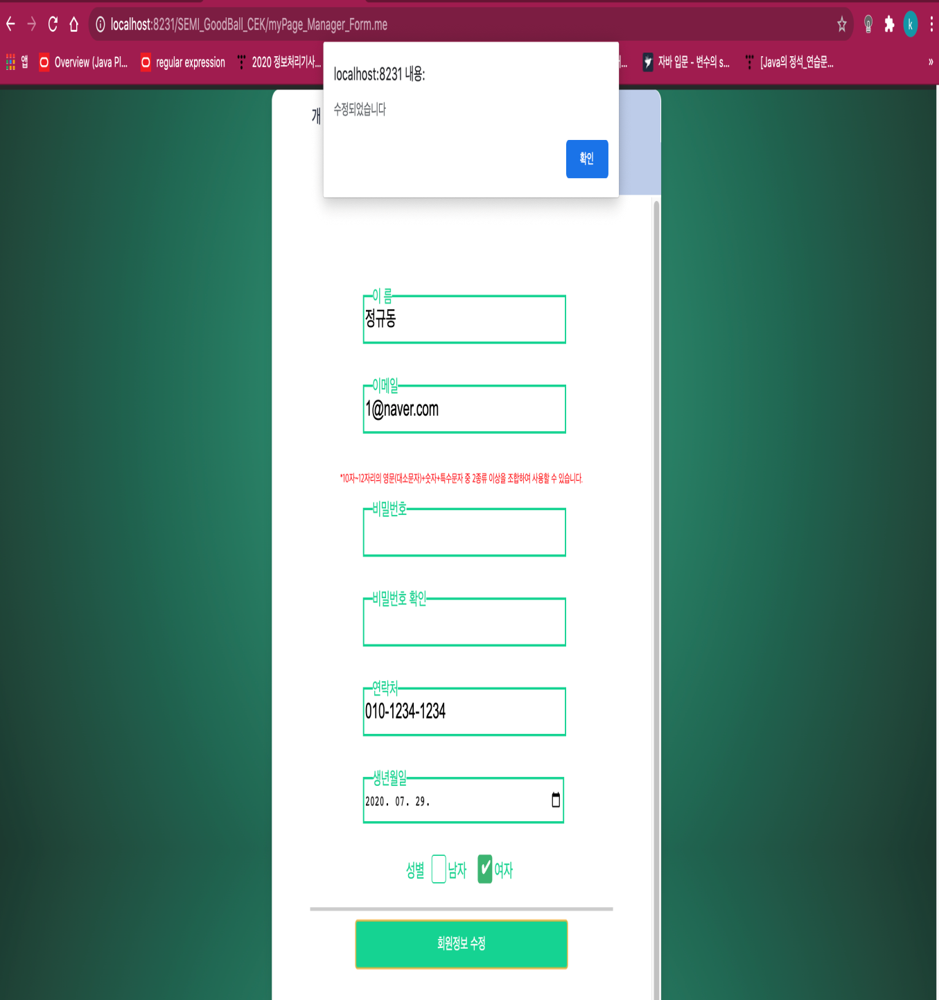 localhost:8231/SEMI_GoodBall_CEK/myPage_Manager_Form.me
k
앱 Overview (Java Pl... regular expression 2020 정보처리기사... ... 자바 입문 - 변수의 s... [Java의 정석_연습문... »
localhost:8231 내용:
수정되었습니다
확인
개
이 름
정규동
이메일
1@naver.com
*10자~12자리의 영문(대소문자)+숫자+특수문자 중 2종류 이상을 조합하여 사용할 수 있습니다.
비밀번호
비밀번호 확인
연락처
010-1234-1234
생년월일
2020. 07. 29.
성별 남자 여자
회원정보 수정